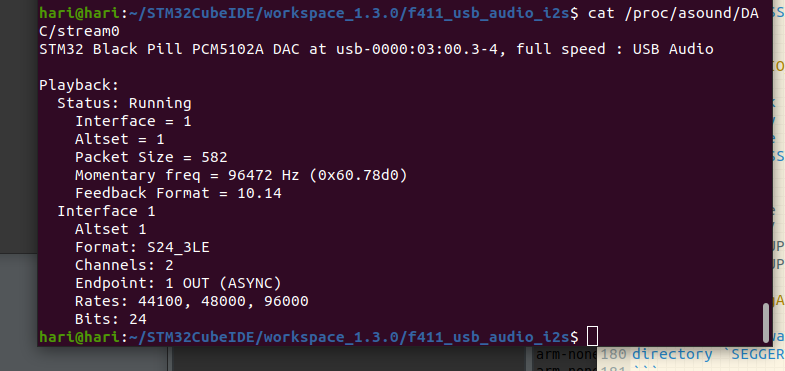 hari@hari:~/STM32CubeIDE/workspace_1.3.0/f411_usb_audio_i2s$ cat /proc/asound/DA
C/stream0
STM32 Black Pill PCM5102A DAC at usb-0000:03:00.3-4, full speed : USB Audio
Playback:
Status: Running
Interface = 1
Altset = 1
Packet Size = 582
Momentary freq = 96472 Hz (0x60.78d0)
Feedback Format = 10.14
Interface 1
Altset 1
Format: S24_3LE
Channels: 2
Endpoint: 1 OUT (ASYNC)
Rates: 44100, 48000, 96000
Bits: 24
hari@hari:~/STM32CubeIDE/workspace_1.3.0/f411_usb_audio_i2s$
arm-none 180 directory `SEGGER
181 ```